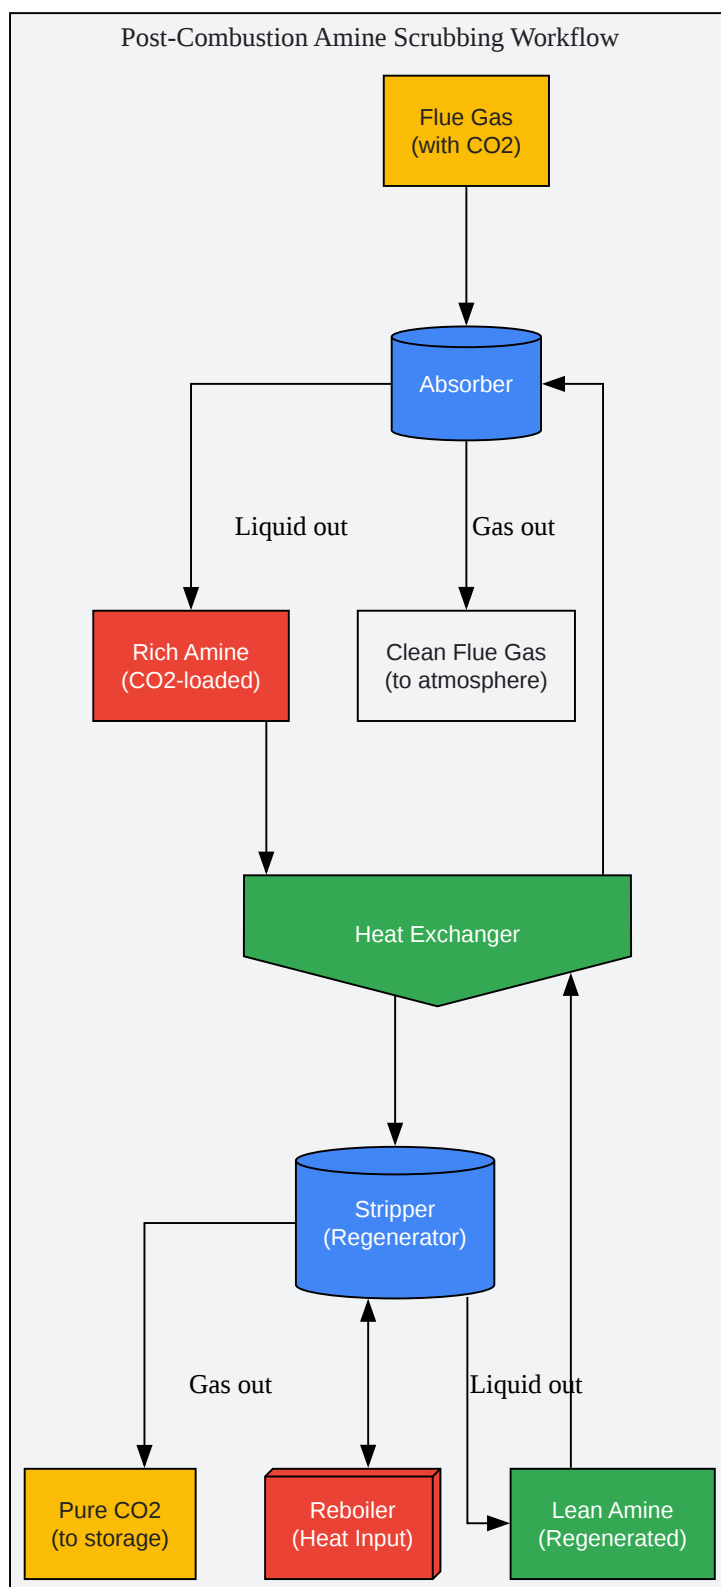 Post-Combustion Amine Scrubbing Workflow
Flue Gas
(with CO2)
Absorber
Liquid out
Gas out
Rich Amine
(CO2-loaded)
Clean Flue Gas
(to atmosphere)
Heat Exchanger
Stripper
(Regenerator)
Gas out
Liquid out
Pure CO2
(to storage)
Reboiler
(Heat Input)
Lean Amine
(Regenerated)